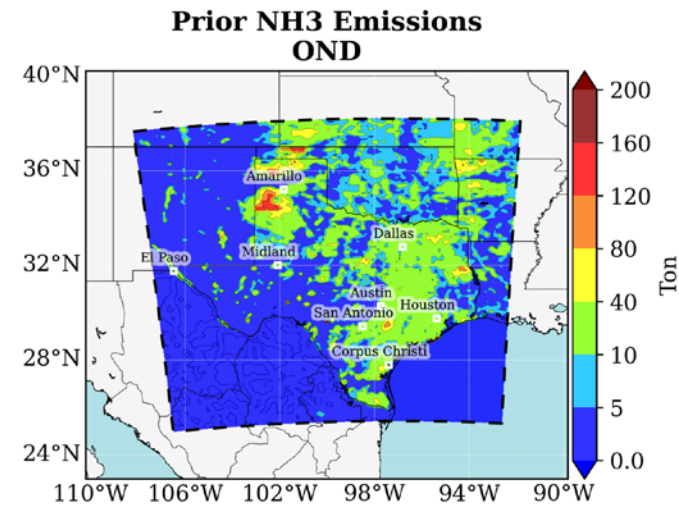 Prior NH3 Emissions
OND
40°N
36°N
32°N
28°N
24°N
110°W 106°W 102°W 98°W 94°W 90°W
Amarillo
Dallas
Midland
El Paso
Austin
Houston
San Antonio
Corpus Christi
200
160
120
80
40
10
5
0.0
Ton